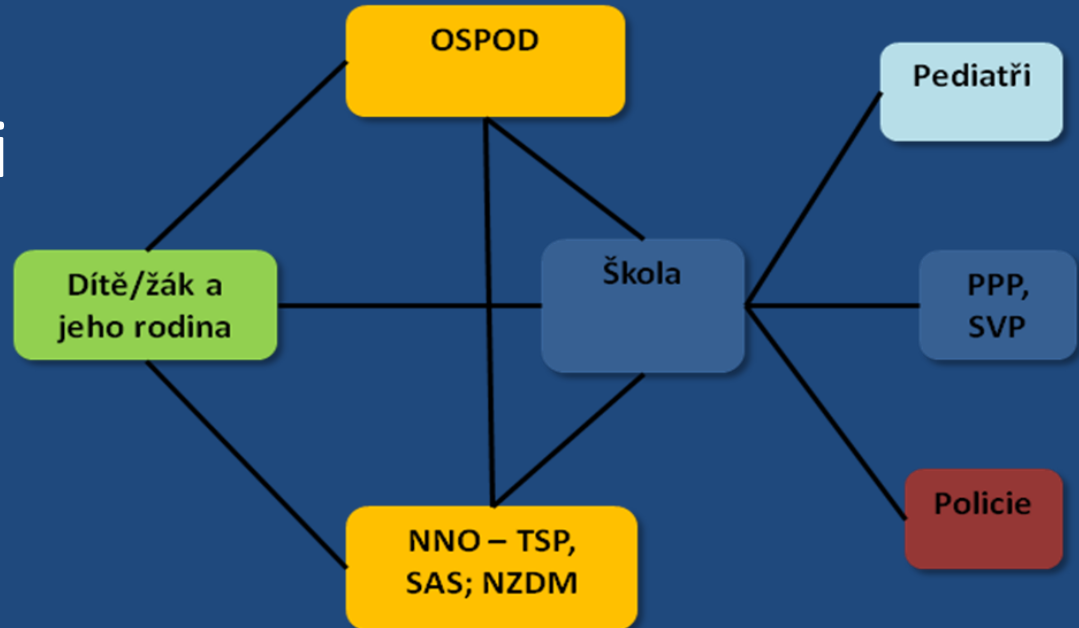 OSPOD
Pediatři
i
Dítě/žák a
jeho rodina
Škola
PPP,
SVP
Policie
NNO – TSP,
SAS; NZDM